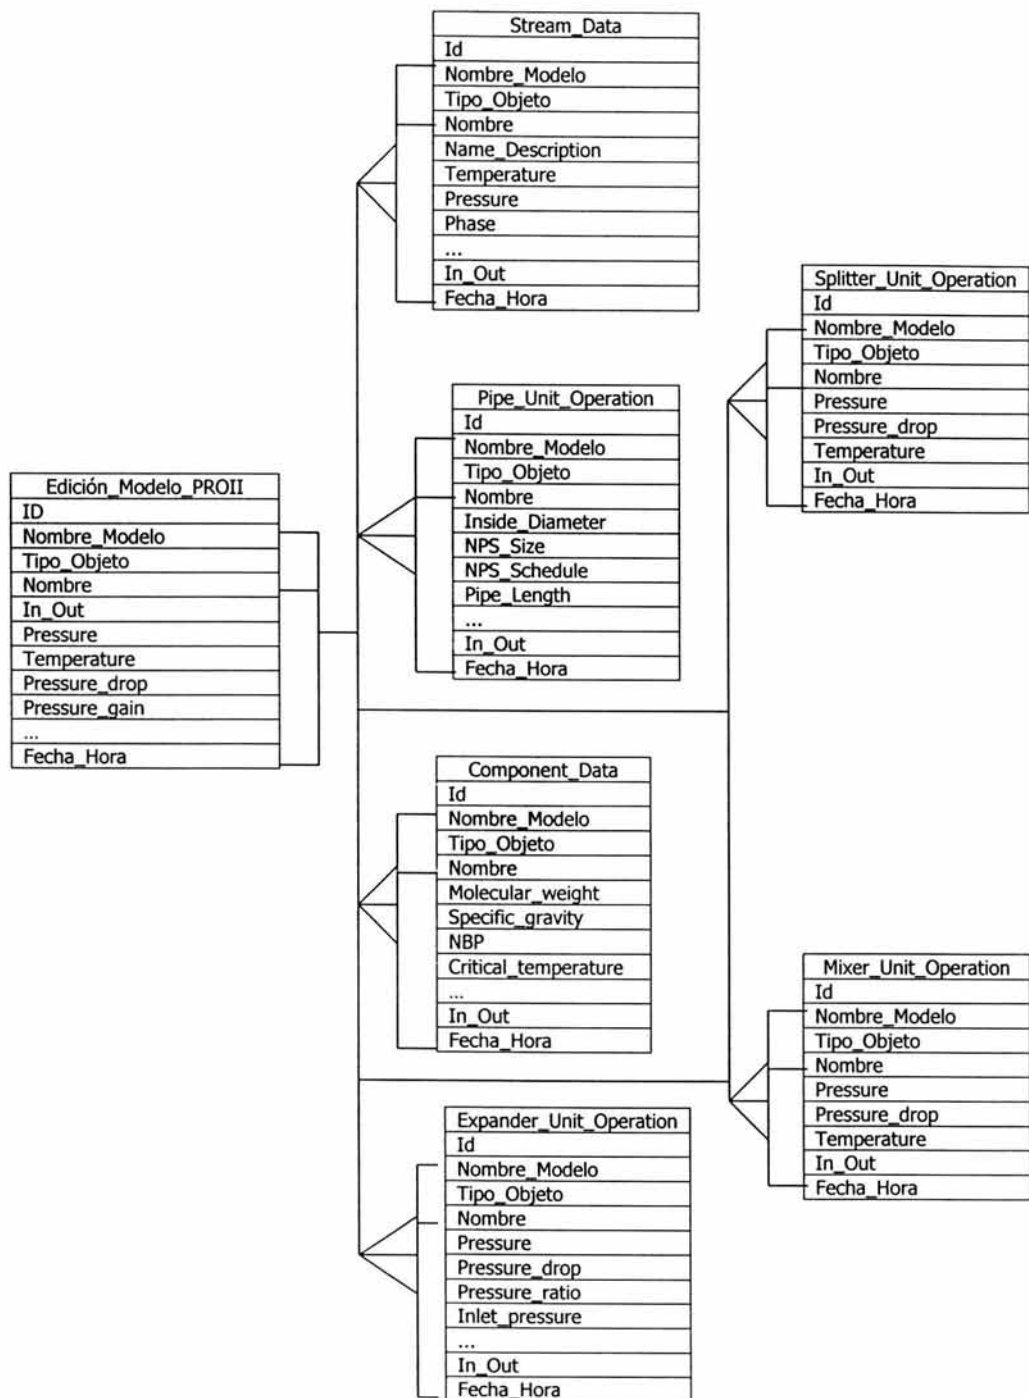 Stream_Data
Id
Nombre_Modelo
Tipo_Objeto
Nombre
Name_Description
Temperature
Pressure
Phase
...
In_Out
Fecha_Hora
Splitter_Unit_Operation
Id
Nombre_Modelo
Tipo_Objeto
Nombre
Pressure
Pressure_drop
Temperature
In_Out
Fecha_Hora
Pipe_Unit_Operation
Id
Nombre_Modelo
Tipo_Objeto
Nombre
Inside_Diameter
NPS_Size
NPS_Schedule
Pipe_Length
...
In_Out
Fecha_Hora
Edición_Modelo_PROII
ID
Nombre_Modelo
Tipo_Objeto
Nombre
In_Out
Pressure
Temperature
Pressure_drop
Pressure_gain
...
Fecha_Hora
Component_Data
Id
Nombre_Modelo
Tipo_Objeto
Nombre
Molecular_weight
Specific_gravity
NBP
Critical_temperature
...
In_Out
Fecha_Hora
Mixer_Unit_Operation
Id
Nombre_Modelo
Tipo_Objeto
Nombre
Pressure
Pressure_drop
Temperature
In_Out
Fecha_Hora
Expander_Unit_Operation
Id
Nombre_Modelo
Tipo_Objeto
Nombre
Pressure
Pressure_drop
Pressure_ratio
Inlet_pressure
...
In_Out
Fecha_Hora